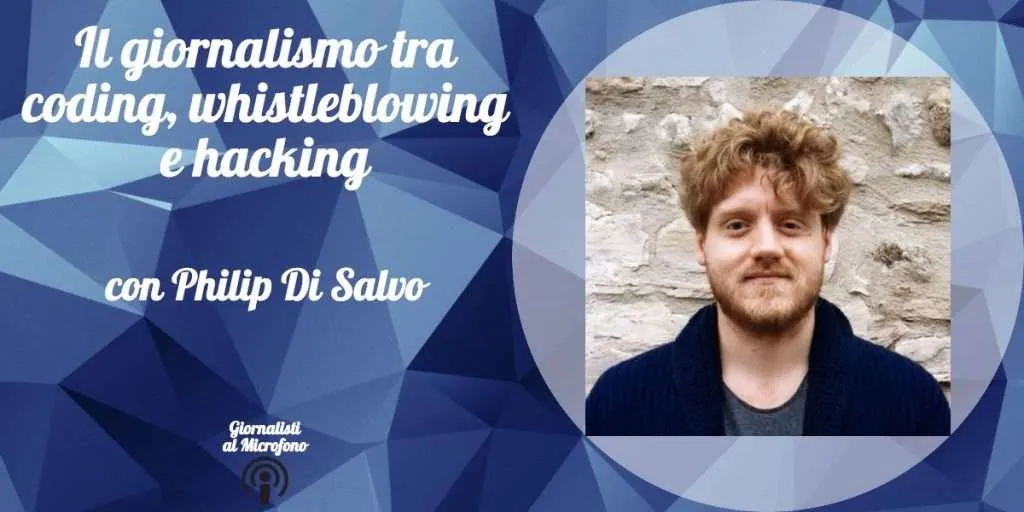 Il giornalismo tra
coding, whistleblowing
e hacking
con Philip Di Salvo
Giornalisti
al Microfono